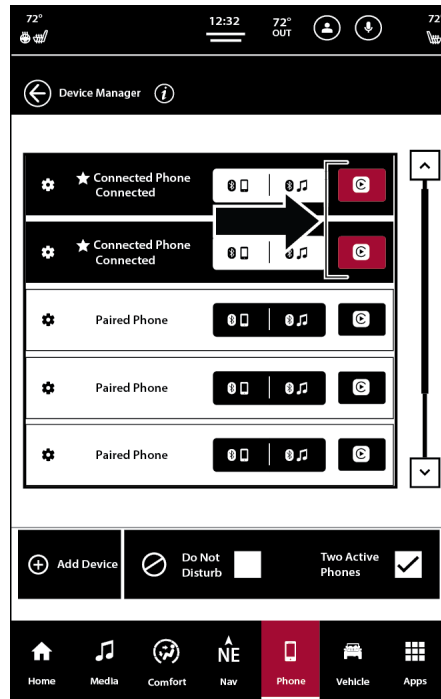 72°
12:32
72°
OUT
72
Device Manager i
Connected Phone
Connected
Connected Phone
Connected
Paired Phone
Paired Phone
Paired Phone
Add Device
Do Not
Disturb
Two Active
Phones
NE
Home Media Comfort Nav Phone Vehicle Apps